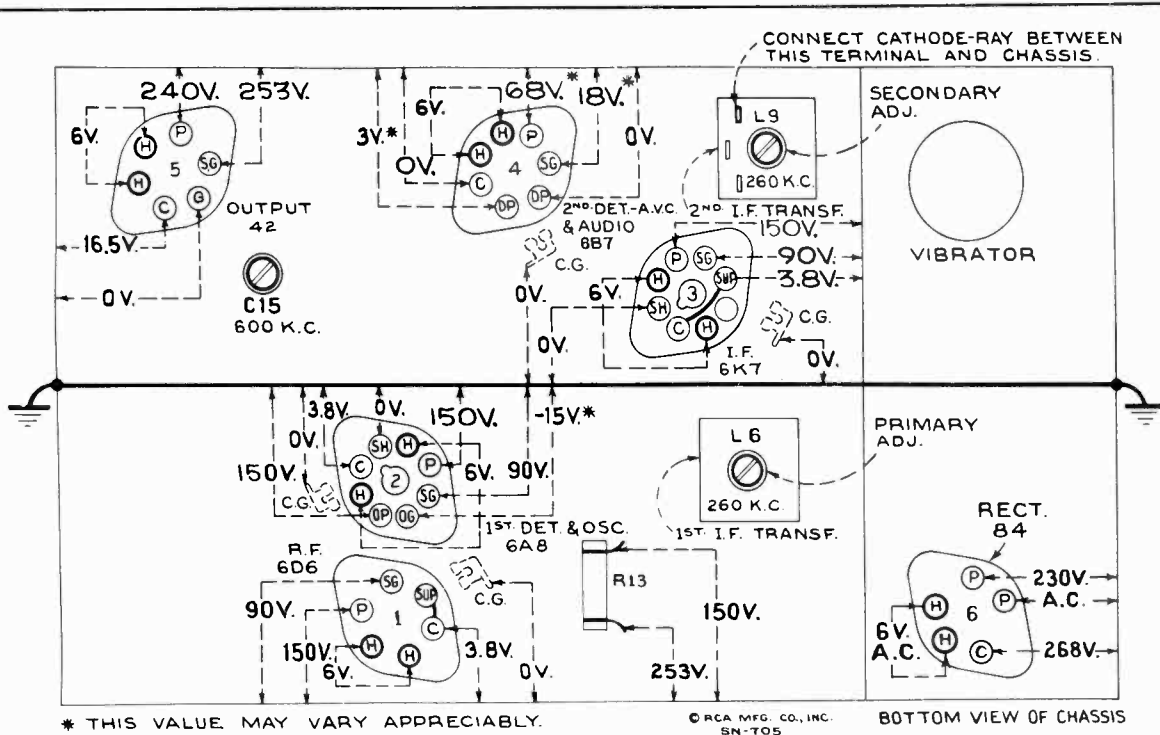 CONNECT CATHODE-RAY BETWEEN
THIS TERMINAL AND CHASSIS.
240V. 253V.
6V.
H P SG H C G
5
OUTPUT
42
16.5V.
0V.
C15
600 K.C.
3V.*
0V.
6V.
68V.*
18V.*
0V.
H P H SG C DP DP
4
2ND. DET.-A.V.C.
& AUDIO
6B7
C.G.
0V.
L9
260 K.C.
SECONDARY
ADJ.
2ND. I.F. TRANSF.
150V.
90V.
3.8V.
6V.
0V.
P SG H SUP SH C H
3
I.F.
6K7
C.G.
0V.
VIBRATOR
3.8V.
0V.
150V.
-15V.*
0V.
150V.
6V.
90V.
SH H C P H SG OP OG
2
C.G.
1ST. DET. & OSC.
6A8
L6
260 K.C.
PRIMARY
ADJ.
1ST. I.F. TRANSF.
R.F.
6D6
SG SUP P C H H
1
C.G.
90V.
150V.
6V.
3.8V.
0V.
R13
150V.
253V.
RECT.
84
P P H H C
6
230V.
A.C.
6V.
A.C.
268V.
* THIS VALUE MAY VARY APPRECIABLY.
© RCA MFG. CO., INC.
SN-705
BOTTOM VIEW OF CHASSIS